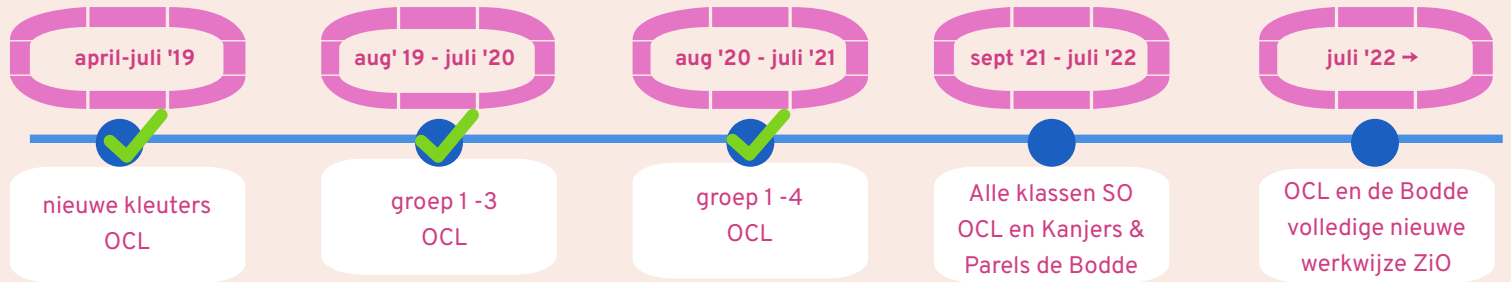 april-juli '19
nieuwe kleuters
OCL
aug' 19 - juli '20
groep 1 -3
OCL
aug '20 - juli '21
groep 1 -4
OCL
sept '21 - juli '22
Alle klassen SO
OCL en Kanjers &
Parels de Bodde
juli '22 →
OCL en de Bodde
volledige nieuwe
werkwijze ZiO